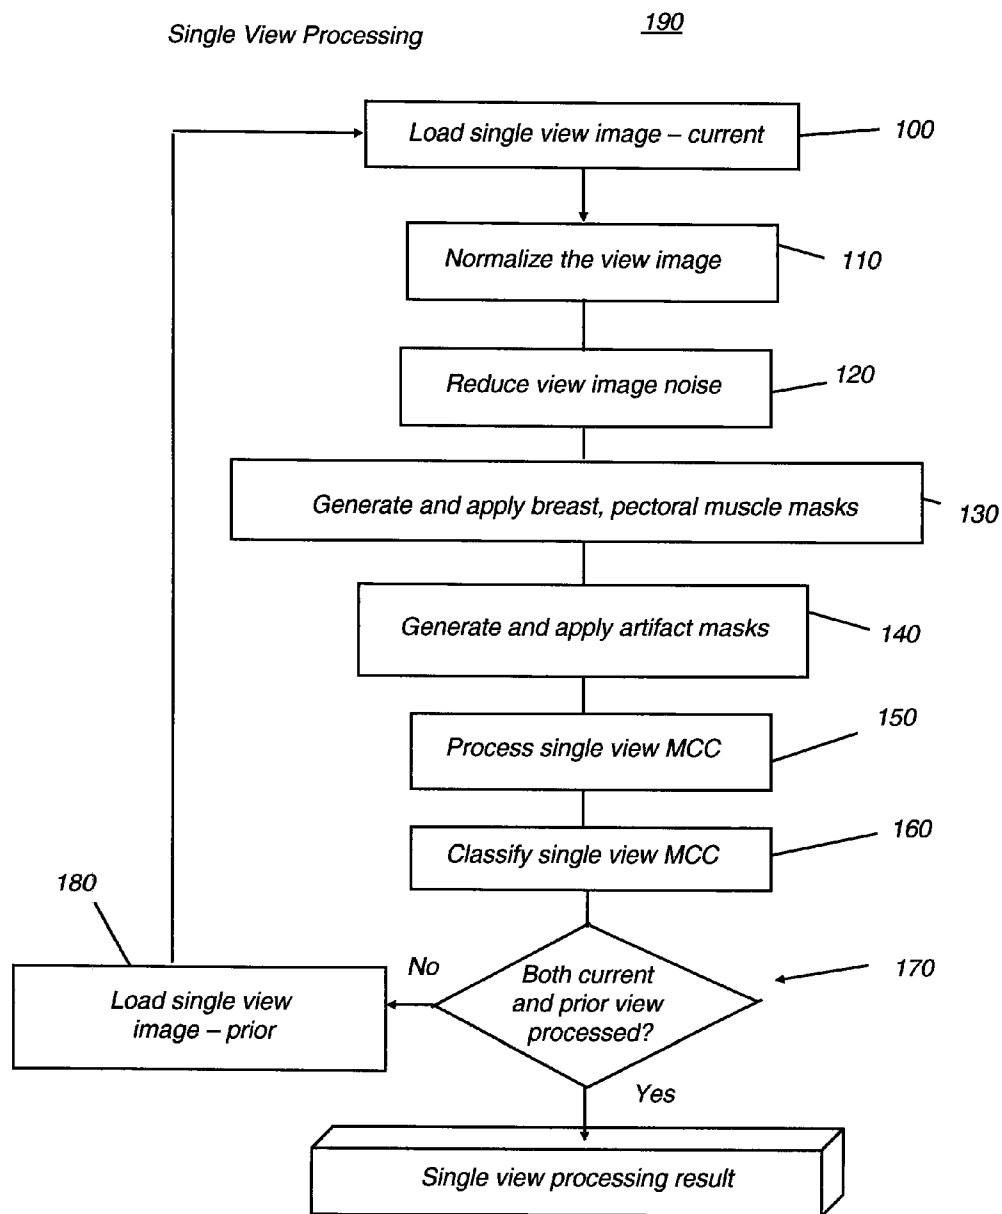 Single View Processing
190
Load single view image – current
100
Normalize the view image
110
Reduce view image noise
120
Generate and apply breast, pectoral muscle masks
130
Generate and apply artifact masks
140
Process single view MCC
150
Classify single view MCC
160
180
No
Both current
and prior view
processed?
170
Load single view
image – prior
Yes
Single view processing result